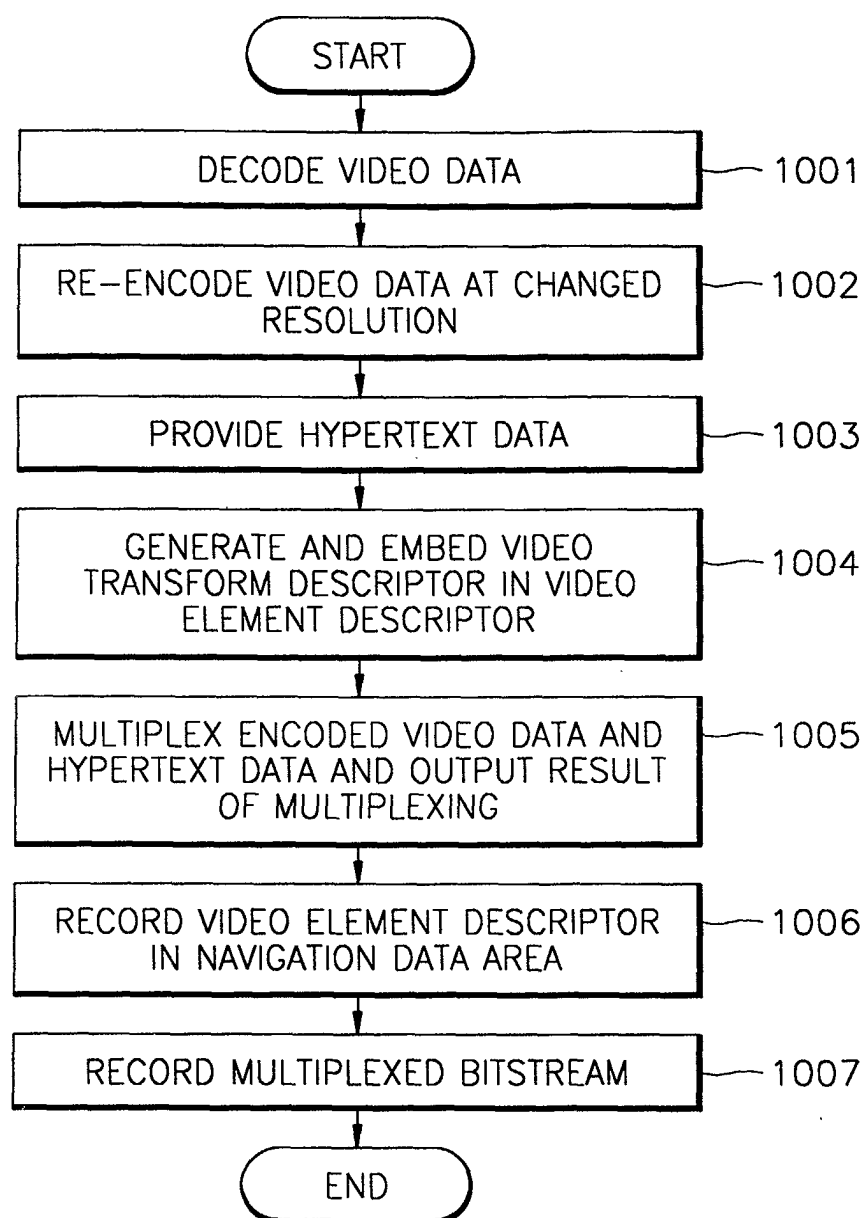 START
DECODE VIDEO DATA
1001
RE-ENCODE VIDEO DATA AT CHANGED
RESOLUTION
1002
PROVIDE HYPERTEXT DATA
1003
GENERATE AND EMBED VIDEO
TRANSFORM DESCRIPTOR IN VIDEO
ELEMENT DESCRIPTOR
1004
MULTIPLEX ENCODED VIDEO DATA AND
HYPERTEXT DATA AND OUTPUT RESULT
OF MULTIPLEXING
1005
RECORD VIDEO ELEMENT DESCRIPTOR
IN NAVIGATION DATA AREA
1006
RECORD MULTIPLEXED BITSTREAM
1007
END